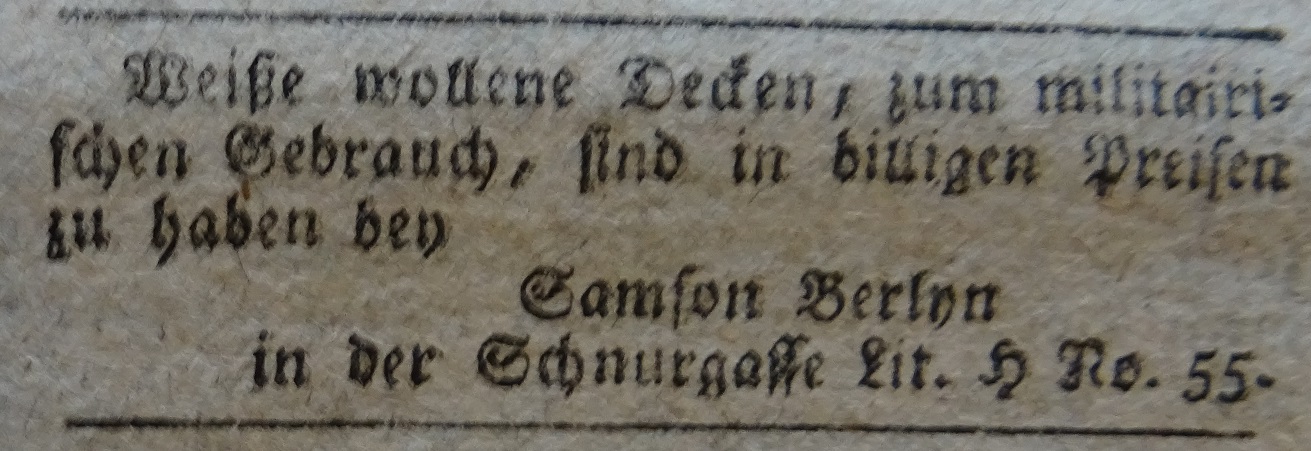 Weiße wollene Decken, zum militairi-
schen Gebrauch, sind in billigen Preisen
zu haben bey
Samson Berlyn
in der Schnurgasse Lit. H No. 55.